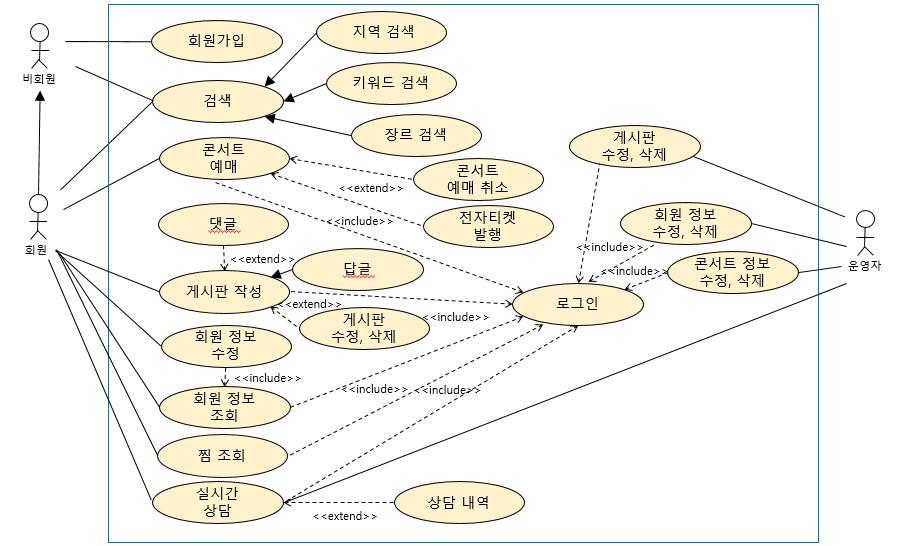 지역 검색
회원가입
비회원
키워드 검색
검색
장르 검색
게시판
수정, 삭제
콘서트
예매
콘서트
예매 취소
<<extend>>
회원
댓글
<<include>>
전자티켓
발행
회원 정보
수정, 삭제
운영자
<<include>>
<<extend>>
답글
<<include>>
콘서트 정보
수정, 삭제
게시판 작성
<<extend>>
로그인
게시판
수정, 삭제
<<include>>
회원 정보
수정
<<include>>
회원 정보
조회
<<include>>
<<include>>
찜 조회
실시간
상담
상담 내역
<<extend>>